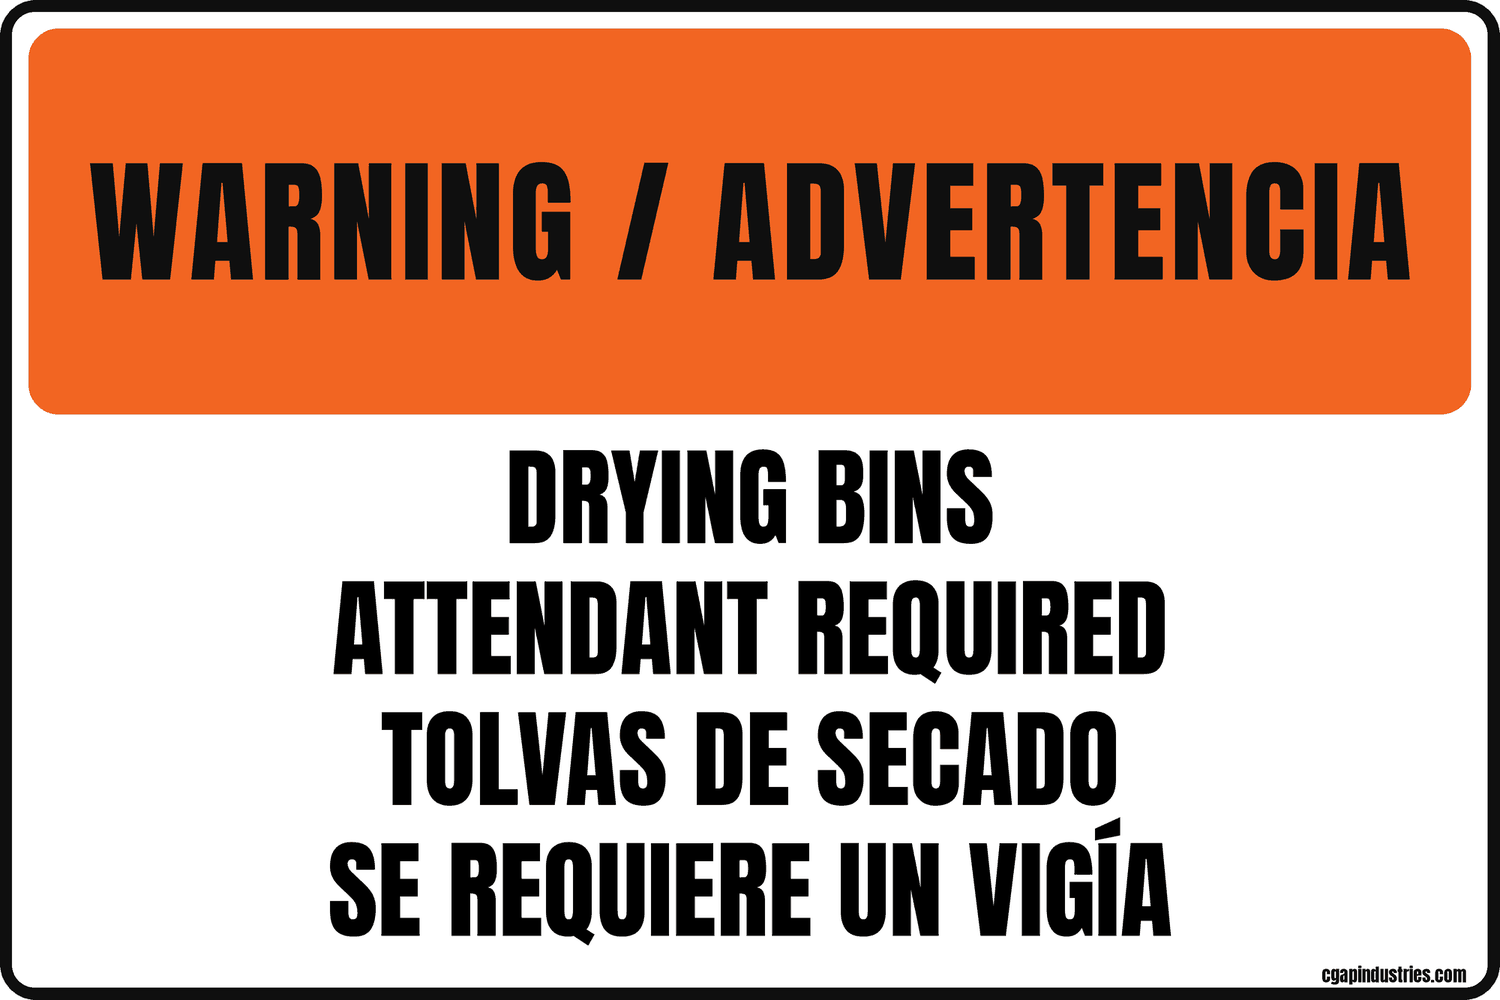 WARNING / ADVERTENCIA
DRYING BINS
ATTENDANT REQUIRED
TOLVAS DE SECADO
SE REQUIERE UN VIGÍA
cgapindustries.com